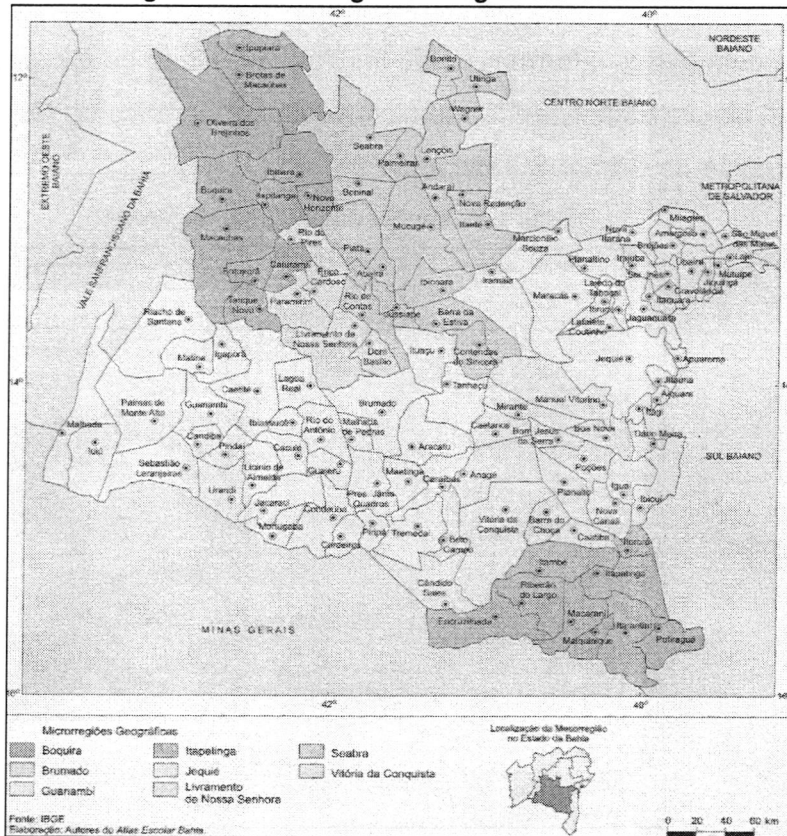 42° 40°
NORDESTE
BAIANO
12°
Ipupiara
Brotas de
Macaúbas
Bonito
Utinga
Wagner
CENTRO NORTE BAIANO
Oliveira dos
Brejinhos
Seabra
Palmeiras
Lençóis
EXTREMO OESTE
BAIANO
VALE SANFRANCISCANO DA BAHIA
METROPOLITANA
DE SALVADOR
Ibitiara
Boquira
Ibipitanga
Novo
Horizonte
Boninal
Andaraí
Nova Redenção
Macaúbas
Mucugê
Itaetê
Rio do
Pires
Marcionílio
Souza
Nova
Itarana
Milagres
Amargosa
São Miguel
das Matas
Brejões
Planaltino
Irajuba
Ubaíra
Laje
Mutuípe
Jiquiriçá
Sta. Inês
Cravolândia
Itaquara
Jaguaquara
Piatã
Abaíra
Caturama
Érico
Cardoso
Botuporã
Tanque
Novo
Paramirim
Ibicoara
Iramaia
Maracás
Lajedo do
Tabocal
Itiruçu
Lafaiete
Coutinho
Rio de
Contas
Jussiape
Barra da
Estiva
Riacho de
Santana
Livramento de
Nossa Senhora
Dom
Basílio
Ituaçu
Contendas do
Sincorá
Jequié
Apuarema
Igaporã
Matina
14°
Tanhaçu
Jitaúna
Aiquara
Itagi
Caetité
Lagoa
Real
Brumado
Manuel Vitorino
Mirante
Palmas de
Monte Alto
Guanambi
Ibiassucê
Rio do
Antônio
Malhada
de Pedras
Caetanos
Bom Jesus
da Serra
Boa Nova
Dário Meira
Malhada
Iuiú
Candiba
Pindaí
Caculé
Aracatu
Poções
SUL BAIANO
Sebastião
Laranjeiras
Licínio de
Almeida
Guajeru
Maetinga
Caraíbas
Anagé
Planalto
Iguaí
Ibicuí
Urandi
Jacaraci
Pres. Jânio
Quadros
Nova
Canaã
Mortugaba
Condeúba
Vitória da
Conquista
Barra do
Choça
Caatiba
Cordeiros
Piripá
Tremedal
Belo
Campo
Itororó
Itambé
Itapetinga
Cândido
Sales
Ribeirão
do Largo
Encruzilhada
Macarani
Maiquinique
Itarantim
Potiraguá
MINAS GERAIS
16°
42° 40°
Microrregiões Geográficas
Boquira
Brumado
Guanambi
Itapetinga
Jequié
Livramento
de Nossa Senhora
Seabra
Vitória da Conquista
Localização da Mesorregião
no Estado da Bahia
Fonte: IBGE
Elaboração: Autores do Atlas Escolar Bahia.
0 20 40 60 km